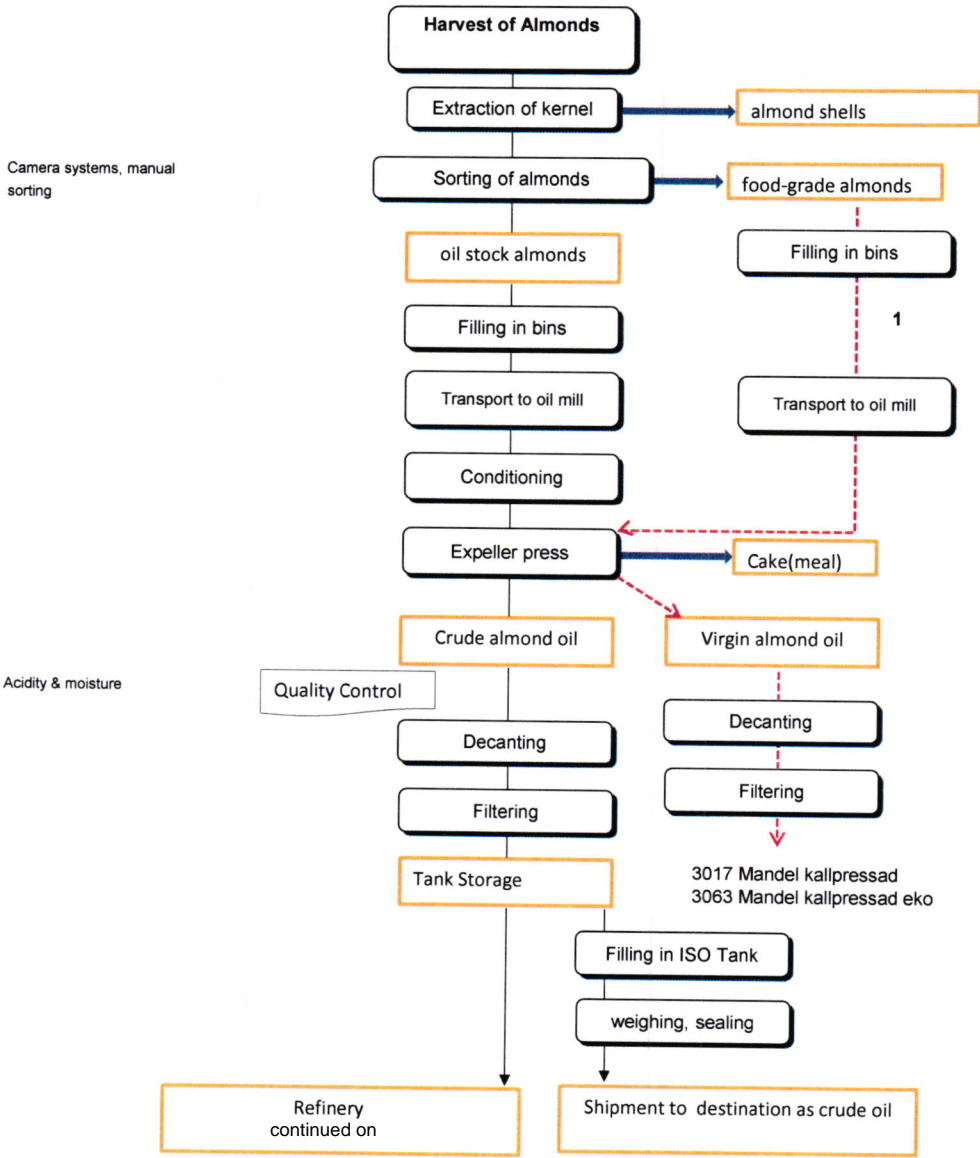 Harvest of Almonds
Extraction of kernel
almond shells
Camera systems, manual
sorting
Sorting of almonds
food-grade almonds
oil stock almonds
Filling in bins
Filling in bins
1
Transport to oil mill
Transport to oil mill
Conditioning
Expeller press
Cake(meal)
Crude almond oil
Virgin almond oil
Acidity & moisture
Quality Control
Decanting
Decanting
Filtering
Filtering
Tank Storage
3017 Mandel kallpressad
3063 Mandel kallpressad eko
Filling in ISO Tank
weighing, sealing
Refinery
continued on
Shipment to destination as crude oil